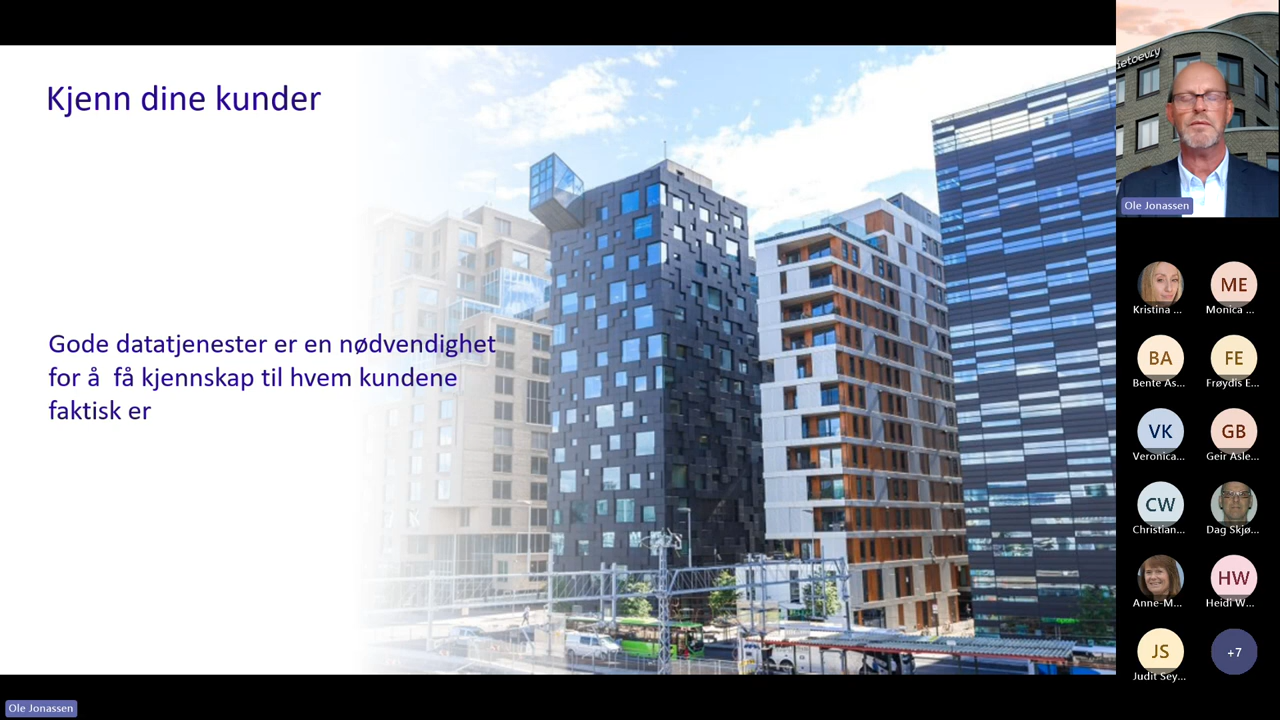 Kjenn dine kunder
Gode datatjenester er en nødvendighet
for å  få kjennskap til hvem kundene
faktisk er
Ole Jonassen
tietoevry
Ole Jonassen
Kristina ...
ME
Monica ...
BA
Bente As...
FE
Frøydis E...
VK
Veronica...
GB
Geir Asle...
CW
Christian...
Dag Skjø...
Anne-M...
HW
Heidi W...
JS
Judit Sey...
+7